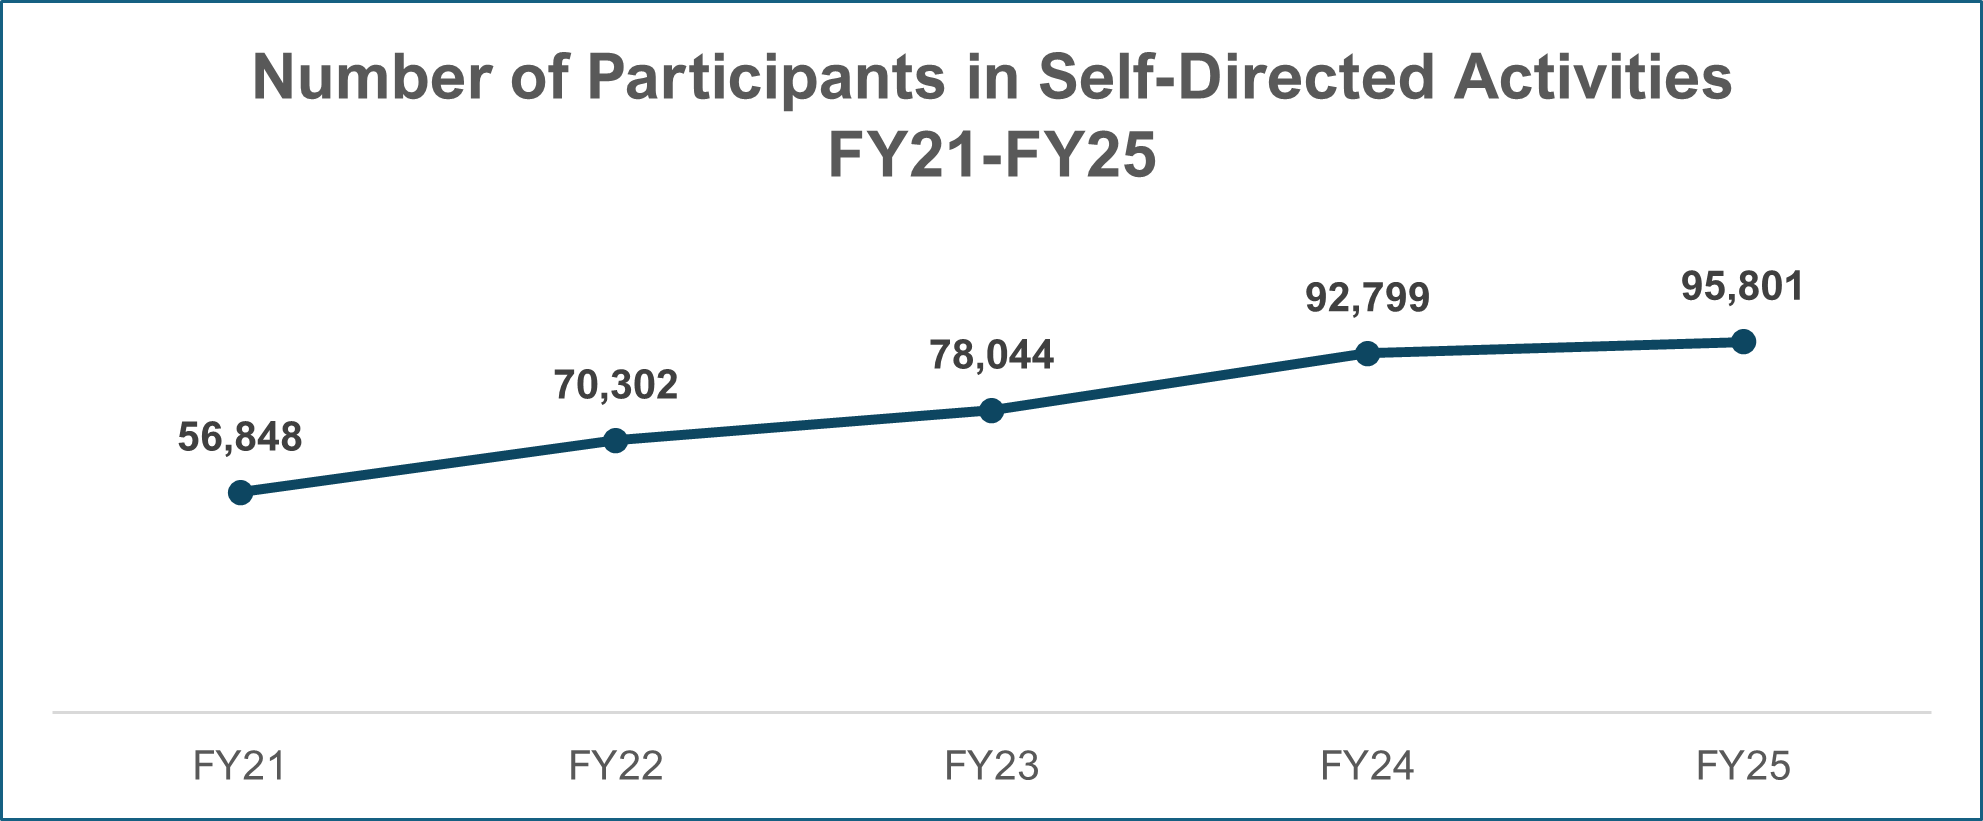 Number of Participants in Self-Directed Activities
FY21-FY25
56,848
70,302
78,044
92,799
95,801
FY21
FY22
FY23
FY24
FY25